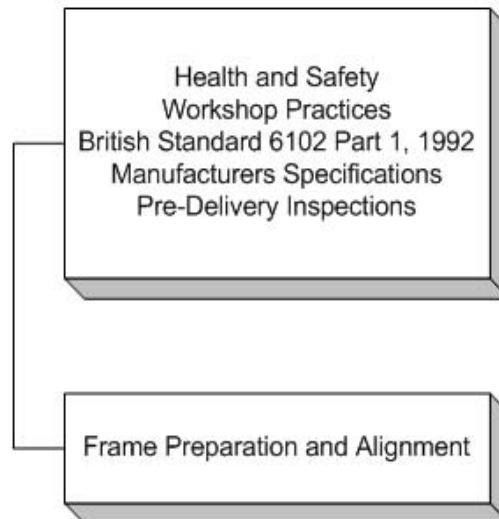 Health and Safety
Workshop Practices
British Standard 6102 Part 1, 1992
Manufacturers Specifications
Pre-Delivery Inspections
Frame Preparation and Alignment